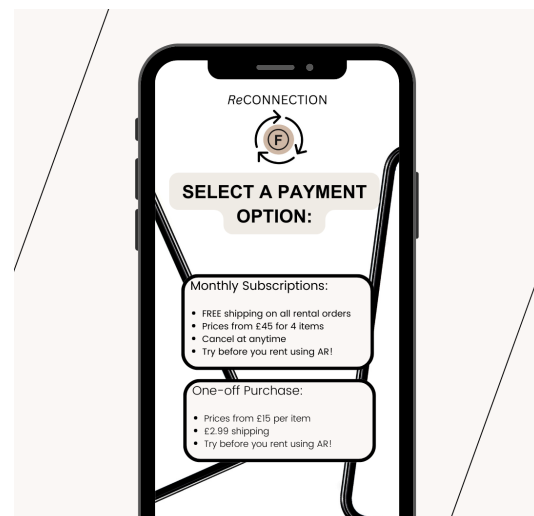 ReCONNECTION
F
SELECT A PAYMENT
OPTION:
Monthly Subscriptions:
• FREE shipping on all rental orders
• Prices from £45 for 4 items
• Cancel at anytime
• Try before you rent using AR!
One-off Purchase:
• Prices from £15 per item
• £2.99 shipping
• Try before you rent using AR!